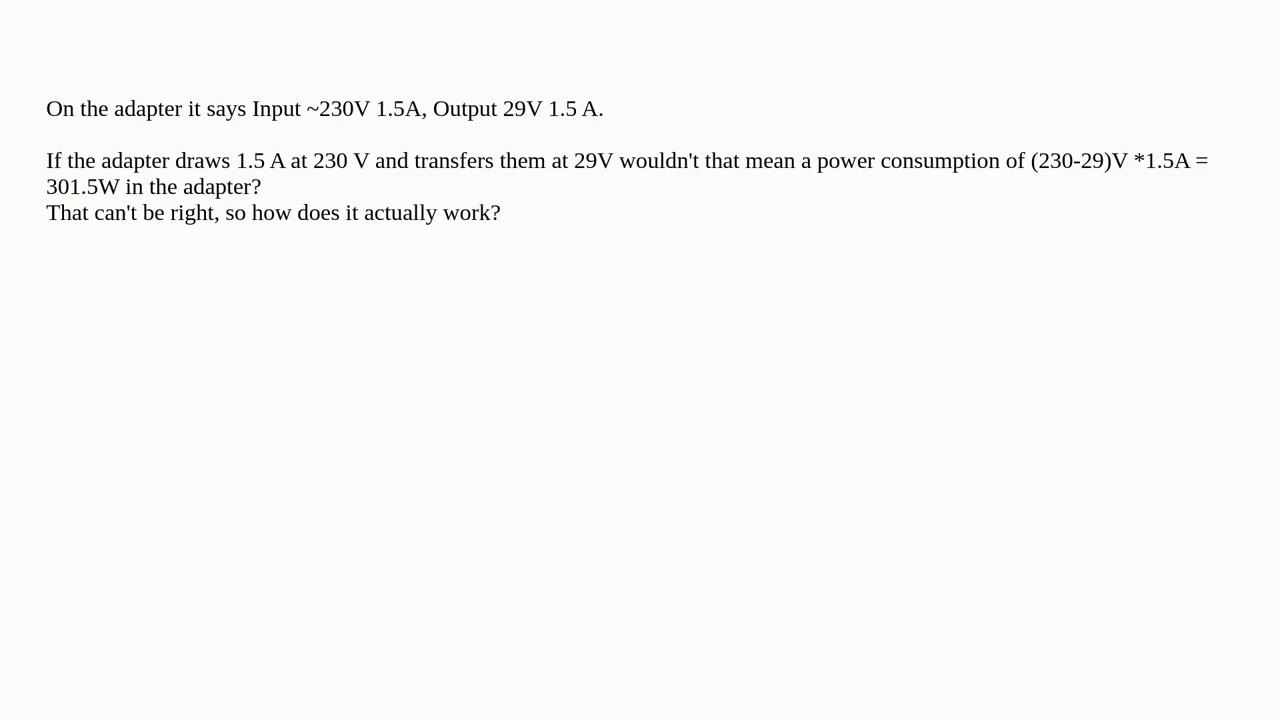 On the adapter it says Input ~230V 1.5A, Output 29V 1.5 A.
If the adapter draws 1.5 A at 230 V and transfers them at 29V wouldn't that mean a power consumption of (230-29)V *1.5A =
301.5W in the adapter?
That can't be right, so how does it actually work?